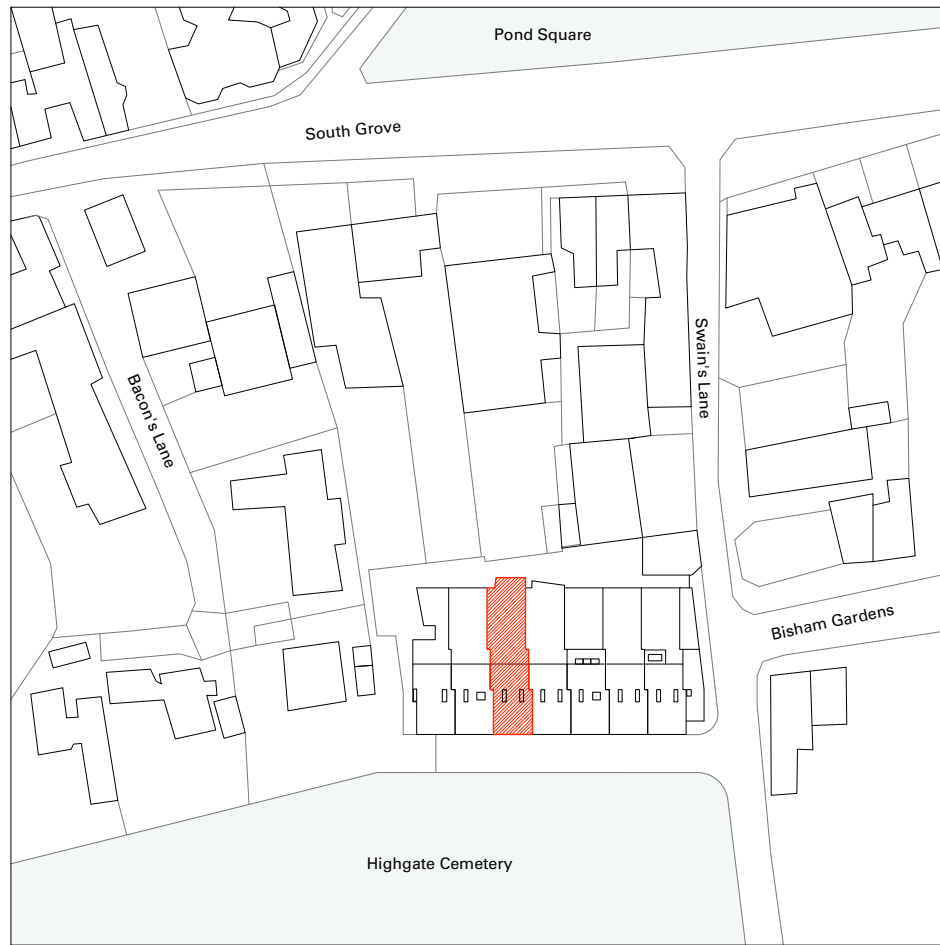 Pond Square
South Grove
Swain's Lane
Bacon's Lane
Bisham Gardens
Highgate Cemetery